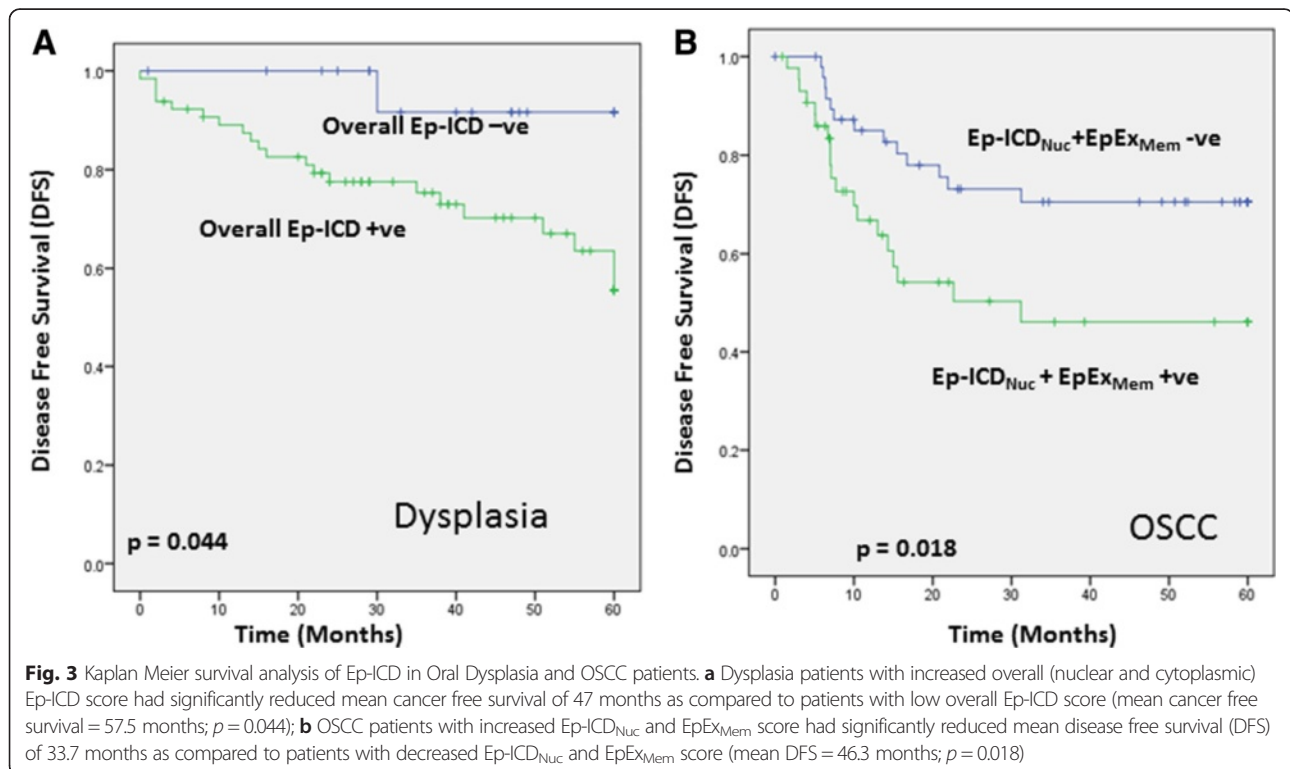 A
Disease Free Survival (DFS)
1.0
0.8
0.6
0.4
0.2
0.0
Overall Ep-ICD –ve
Overall Ep-ICD +ve
Dysplasia
p = 0.044
0 10 20 30 40 50 60
Time (Months)
B
Disease Free Survival (DFS)
1.0
0.8
0.6
0.4
0.2
0.0
Ep-ICDNuc+EpExMem -ve
Ep-ICDNuc + EpExMem +ve
OSCC
p = 0.018
0 10 20 30 40 50 60
Time (Months)
Fig. 3 Kaplan Meier survival analysis of Ep-ICD in Oral Dysplasia and OSCC patients. a Dysplasia patients with increased overall (nuclear and cytoplasmic)
Ep-ICD score had significantly reduced mean cancer free survival of 47 months as compared to patients with low overall Ep-ICD score (mean cancer free
survival = 57.5 months; p = 0.044); b OSCC patients with increased Ep-ICDNuc and EpExMem score had significantly reduced mean disease free survival (DFS)
of 33.7 months as compared to patients with decreased Ep-ICDNuc and EpExMem score (mean DFS = 46.3 months; p = 0.018)